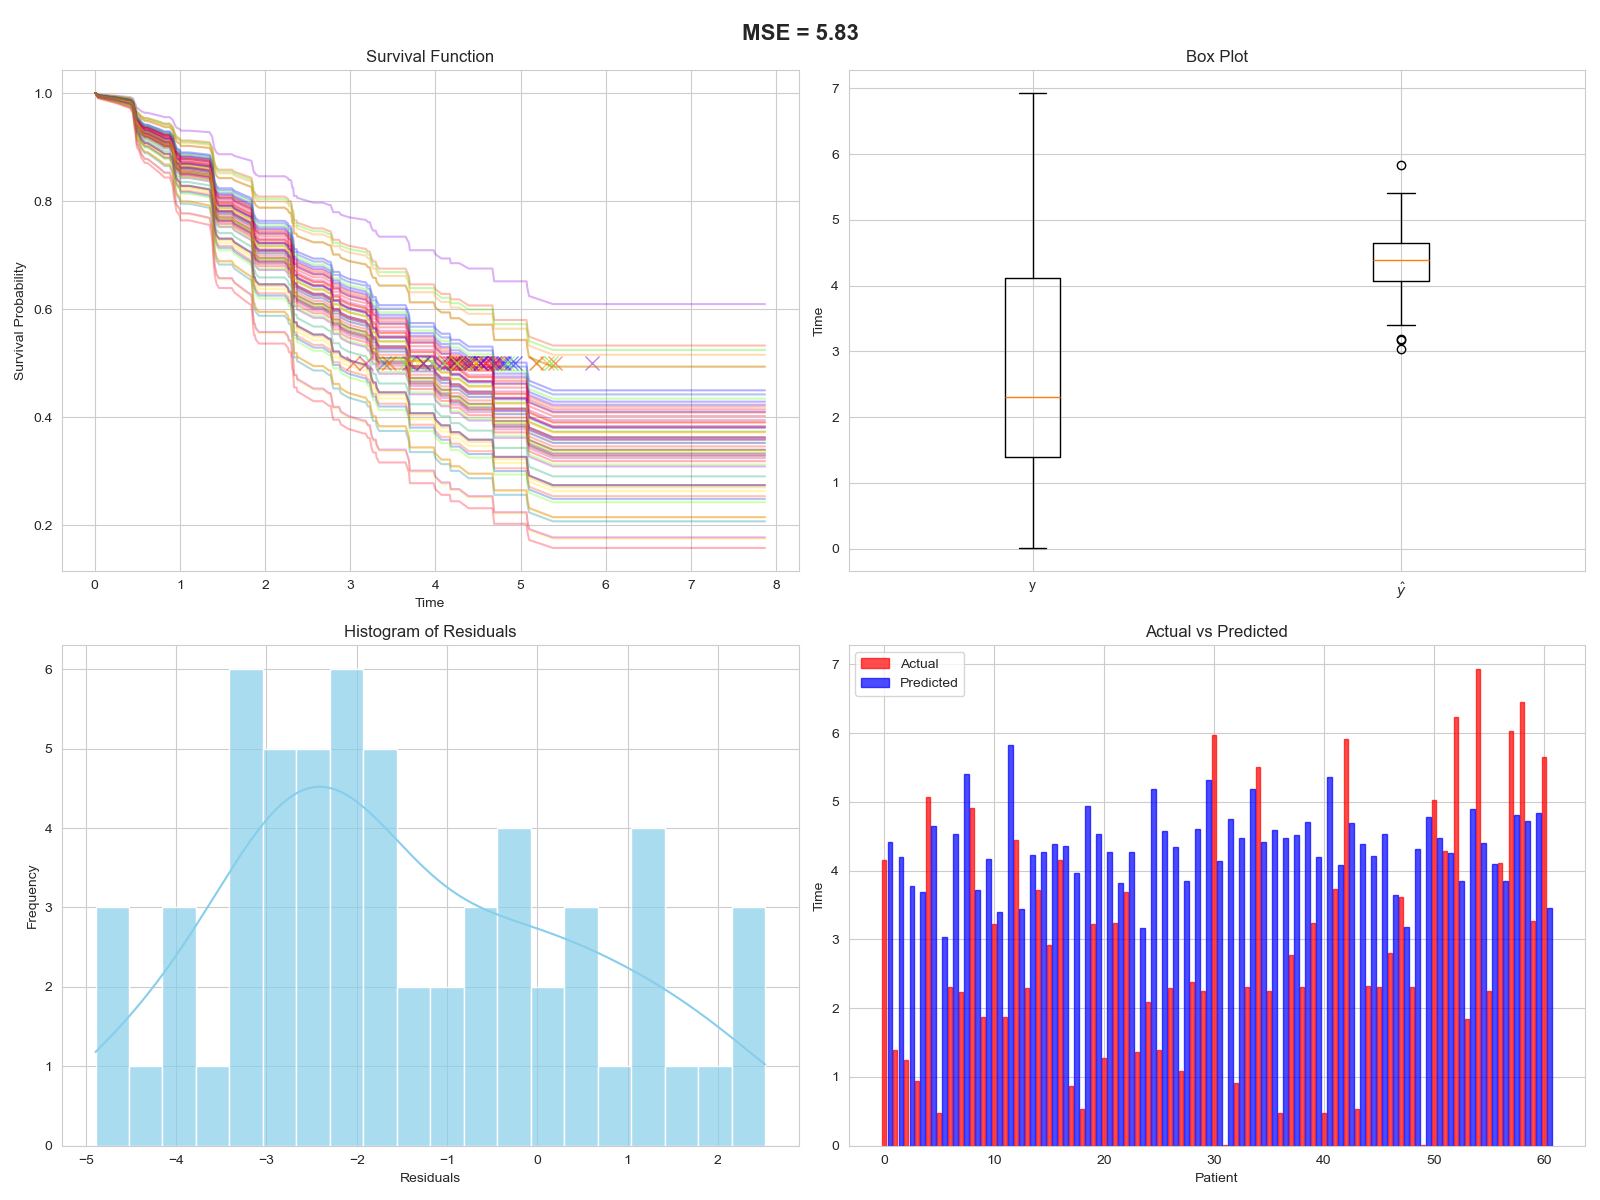 MSE = 5.83
Survival Function
Survival Probability
1.0
0.8
0.6
0.4
0.2
0 1 2 3 4 5 6 7 8
Time
Box Plot
Time
7
6
5
4
3
2
1
0
y ŷ
Histogram of Residuals
Frequency
6
5
4
3
2
1
0
−5 −4 −3 −2 −1 0 1 2
Residuals
Actual vs Predicted
Actual
Predicted
Time
7
6
5
4
3
2
1
0
0 10 20 30 40 50 60
Patient